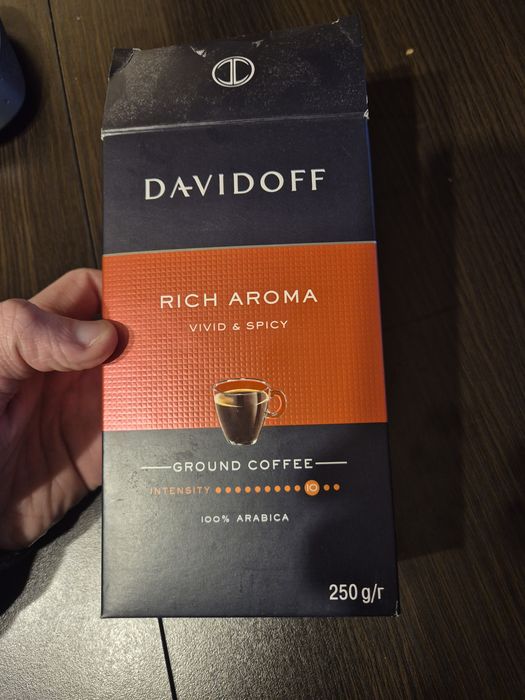 DAVIDOFF
RICH AROMA
VIVID & SPICY
GROUND COFFEE
INTENSITY 10
100% ARABICA
250 g/г